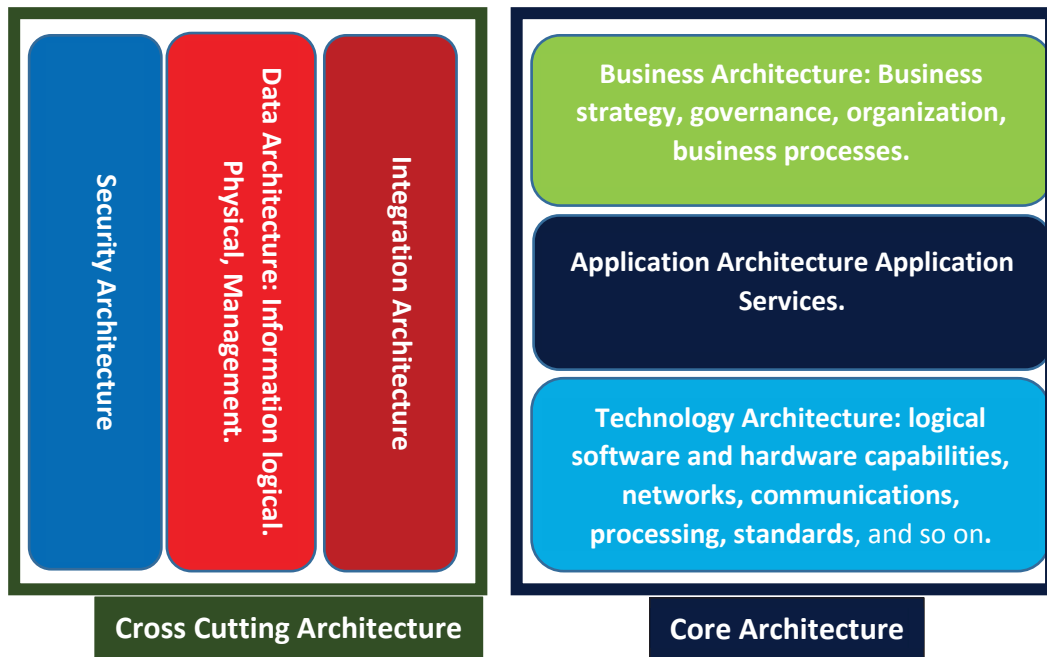 Security Architecture
Data Architecture: Information logical.
Physical, Management.
Integration Architecture
Cross Cutting Architecture
Business Architecture: Business
strategy, governance, organization,
business processes.
Application Architecture Application
Services.
Technology Architecture: logical
software and hardware capabilities,
networks, communications,
processing, standards, and so on.
Core Architecture